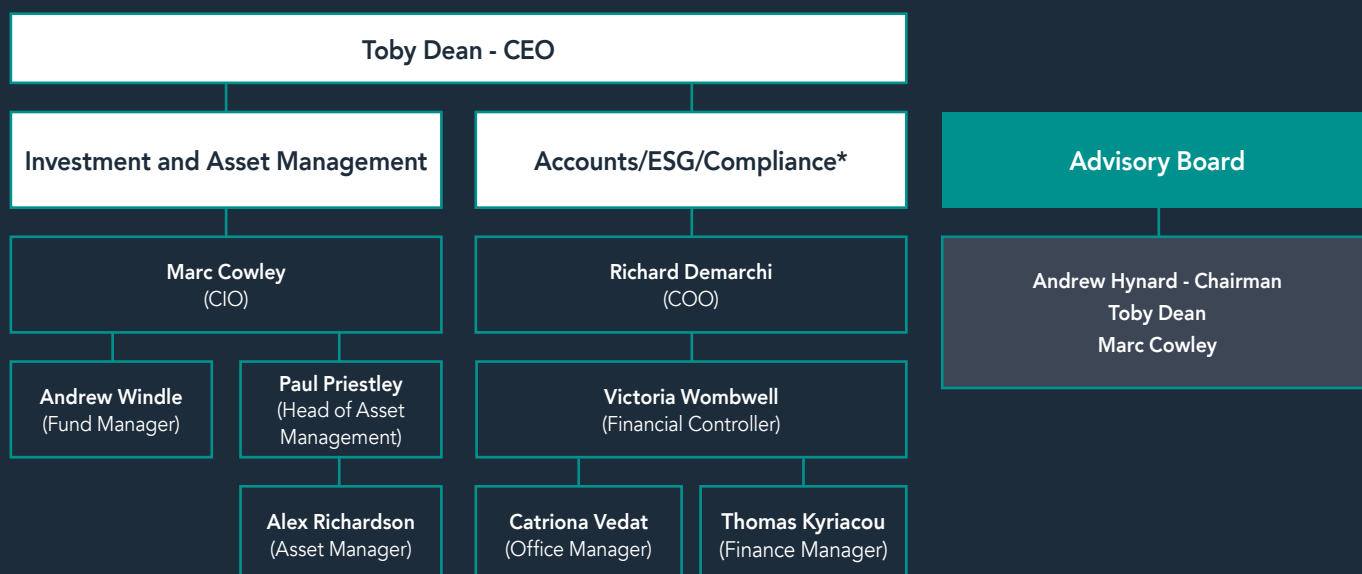 Toby Dean - CEO
Investment and Asset Management
Accounts/ESG/Compliance*
Advisory Board
Marc Cowley
(CIO)
Richard Demarchi
(COO)
Andrew Hynard - Chairman
Toby Dean
Marc Cowley
Andrew Windle
(Fund Manager)
Paul Priestley
(Head of Asset
Management)
Victoria Wombwell
(Financial Controller)
Alex Richardson
(Asset Manager)
Catriona Vedat
(Office Manager)
Thomas Kyriacou
(Finance Manager)